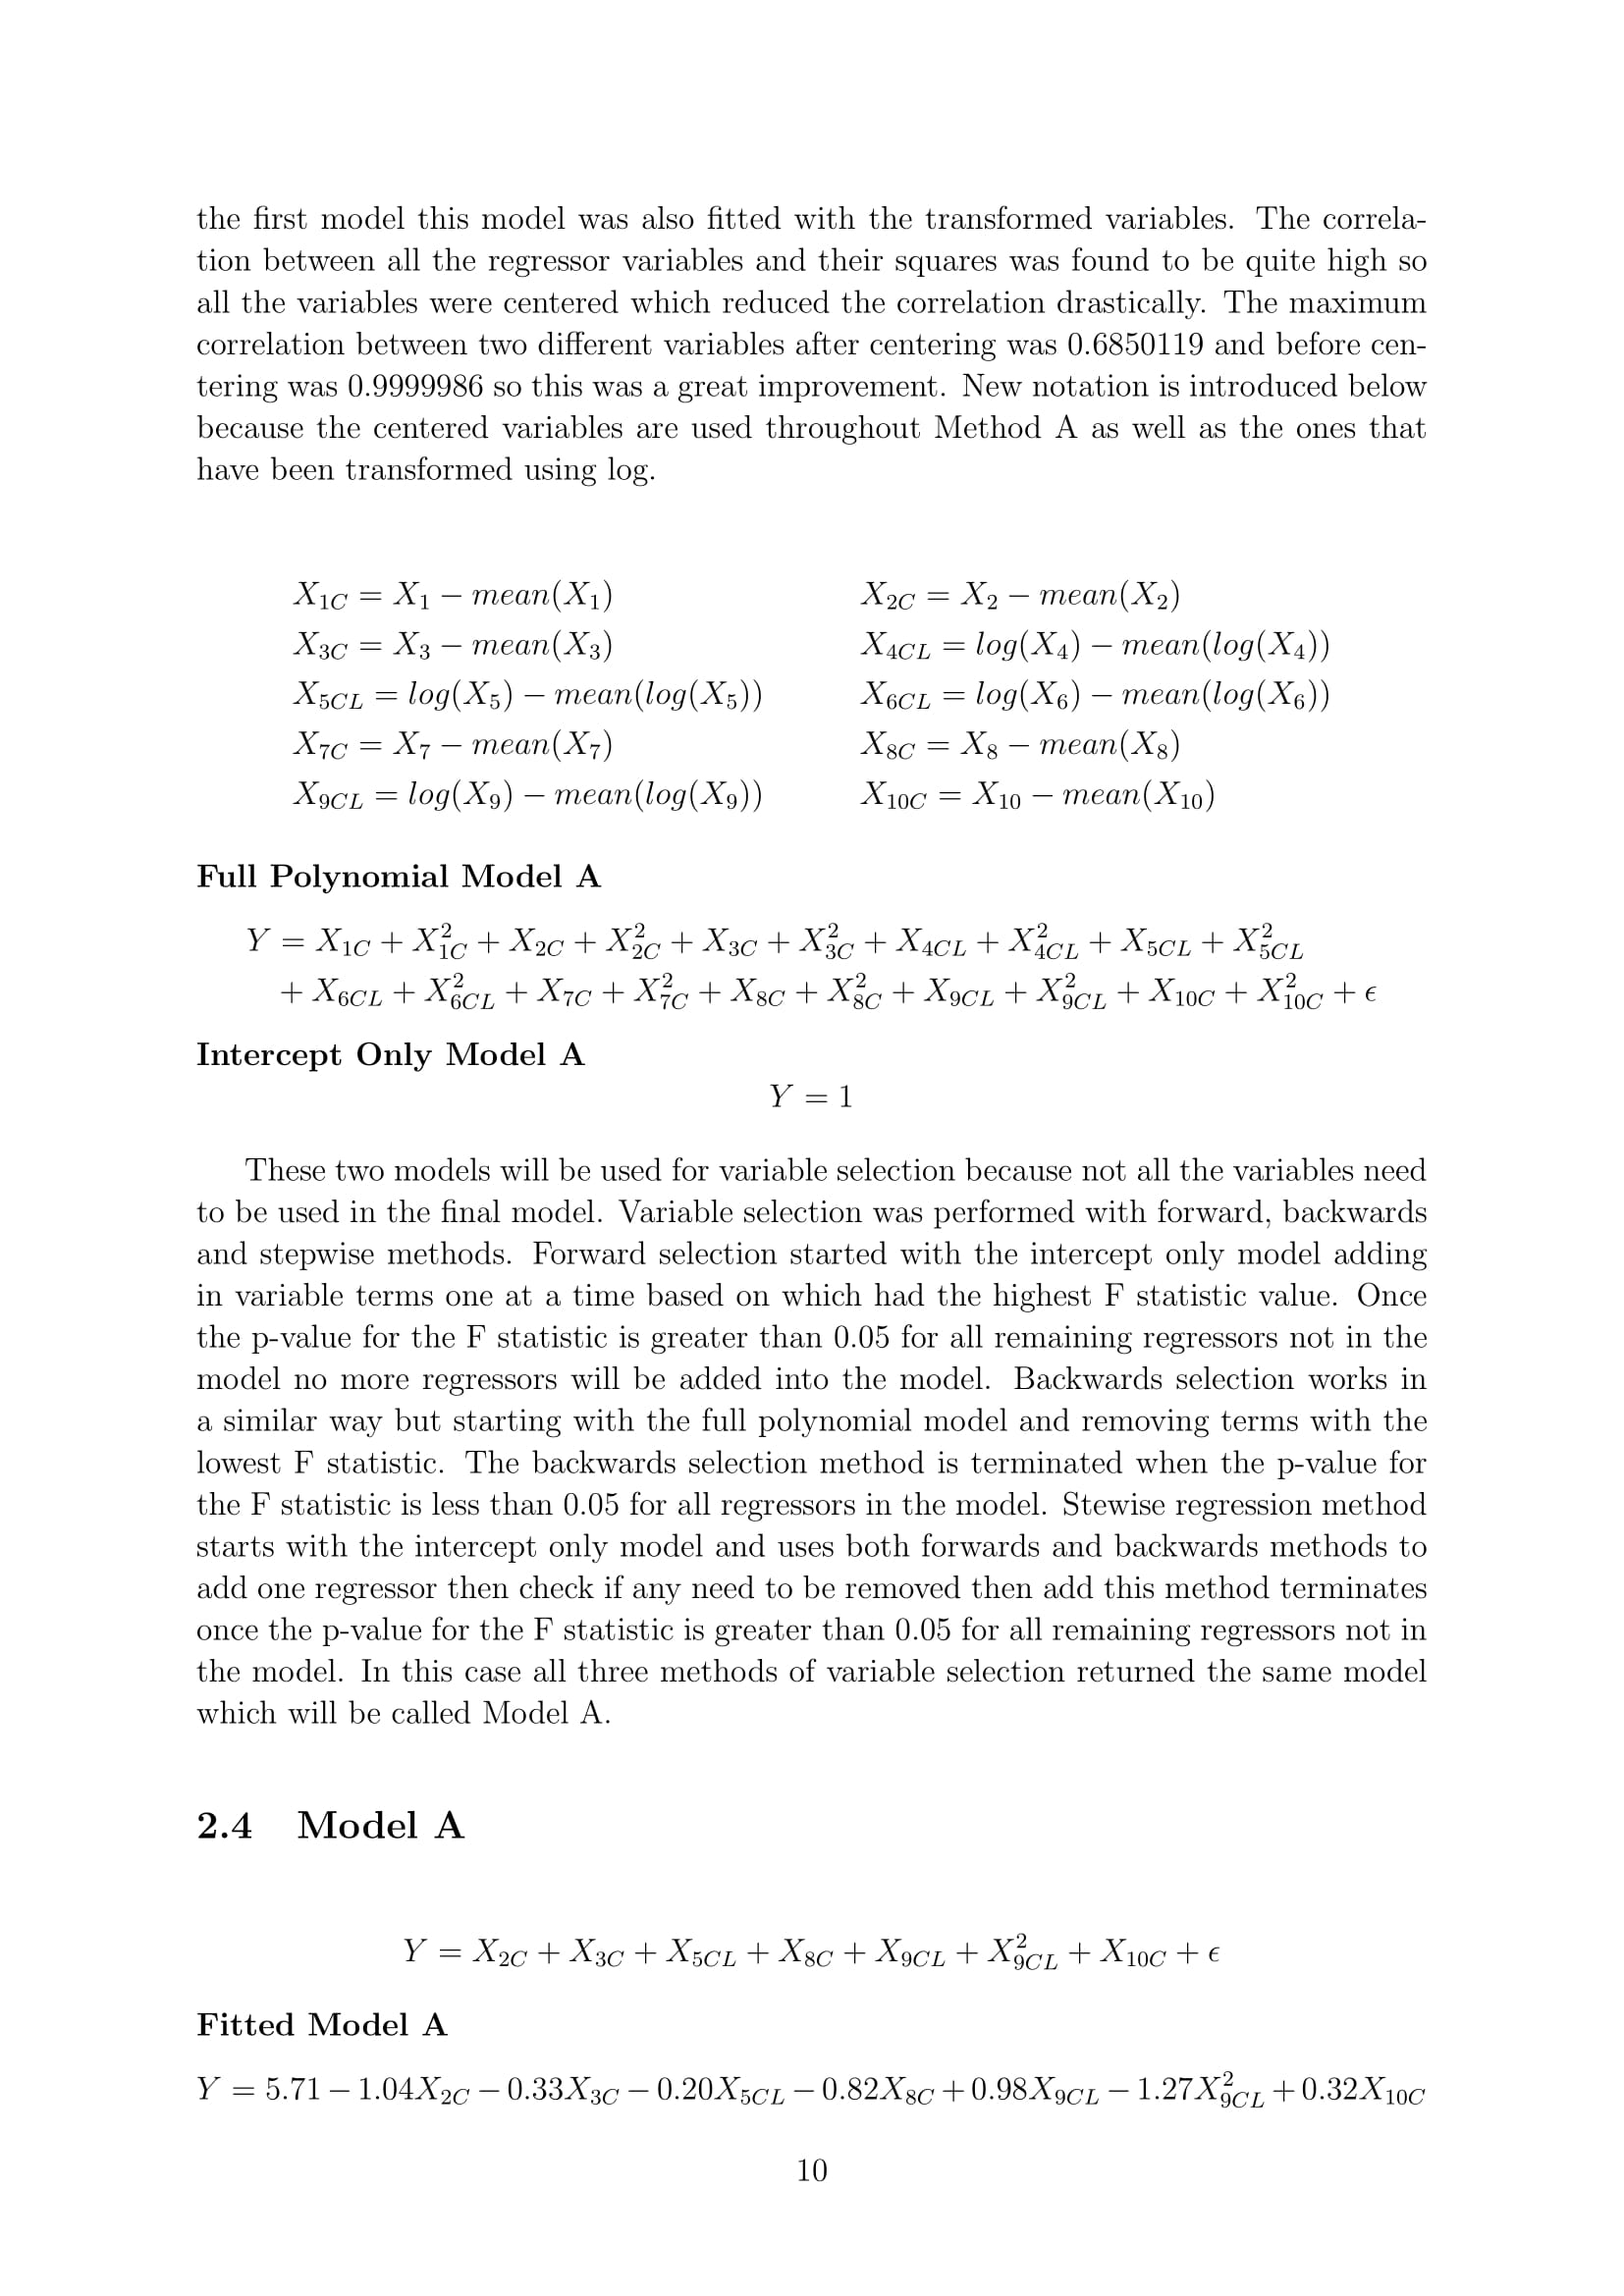 the first model this model was also fitted with the transformed variables. The correla-
tion between all the regressor variables and their squares was found to be quite high so
all the variables were centered which reduced the correlation drastically. The maximum
correlation between two different variables after centering was 0.6850119 and before cen-
tering was 0.9999986 so this was a great improvement. New notation is introduced below
because the centered variables are used throughout Method A as well as the ones that
have been transformed using log.
X_{1C} = X_1 − mean(X_1) X_{2C} = X_2 − mean(X_2)
X_{3C} = X_3 − mean(X_3) X_{4CL} = log(X_4) − mean(log(X_4))
X_{5CL} = log(X_5) − mean(log(X_5)) X_{6CL} = log(X_6) − mean(log(X_6))
X_{7C} = X_7 − mean(X_7) X_{8C} = X_8 − mean(X_8)
X_{9CL} = log(X_9) − mean(log(X_9)) X_{10C} = X_{10} − mean(X_{10})
Full Polynomial Model A
Y = X_{1C} + X_{1C}^2 + X_{2C} + X_{2C}^2 + X_{3C} + X_{3C}^2 + X_{4CL} + X_{4CL}^2 + X_{5CL} + X_{5CL}^2
+ X_{6CL} + X_{6CL}^2 + X_{7C} + X_{7C}^2 + X_{8C} + X_{8C}^2 + X_{9CL} + X_{9CL}^2 + X_{10C} + X_{10C}^2 + ϵ
Intercept Only Model A
Y = 1
These two models will be used for variable selection because not all the variables need
to be used in the final model. Variable selection was performed with forward, backwards
and stepwise methods. Forward selection started with the intercept only model adding
in variable terms one at a time based on which had the highest F statistic value. Once
the p-value for the F statistic is greater than 0.05 for all remaining regressors not in the
model no more regressors will be added into the model. Backwards selection works in
a similar way but starting with the full polynomial model and removing terms with the
lowest F statistic. The backwards selection method is terminated when the p-value for
the F statistic is less than 0.05 for all regressors in the model. Stewise regression method
starts with the intercept only model and uses both forwards and backwards methods to
add one regressor then check if any need to be removed then add this method terminates
once the p-value for the F statistic is greater than 0.05 for all remaining regressors not in
the model. In this case all three methods of variable selection returned the same model
which will be called Model A.
2.4 Model A
Y = X_{2C} + X_{3C} + X_{5CL} + X_{8C} + X_{9CL} + X_{9CL}^2 + X_{10C} + ϵ
Fitted Model A
Y = 5.71 − 1.04X_{2C} − 0.33X_{3C} − 0.20X_{5CL} − 0.82X_{8C} + 0.98X_{9CL} − 1.27X_{9CL}^2 + 0.32X_{10C}
10